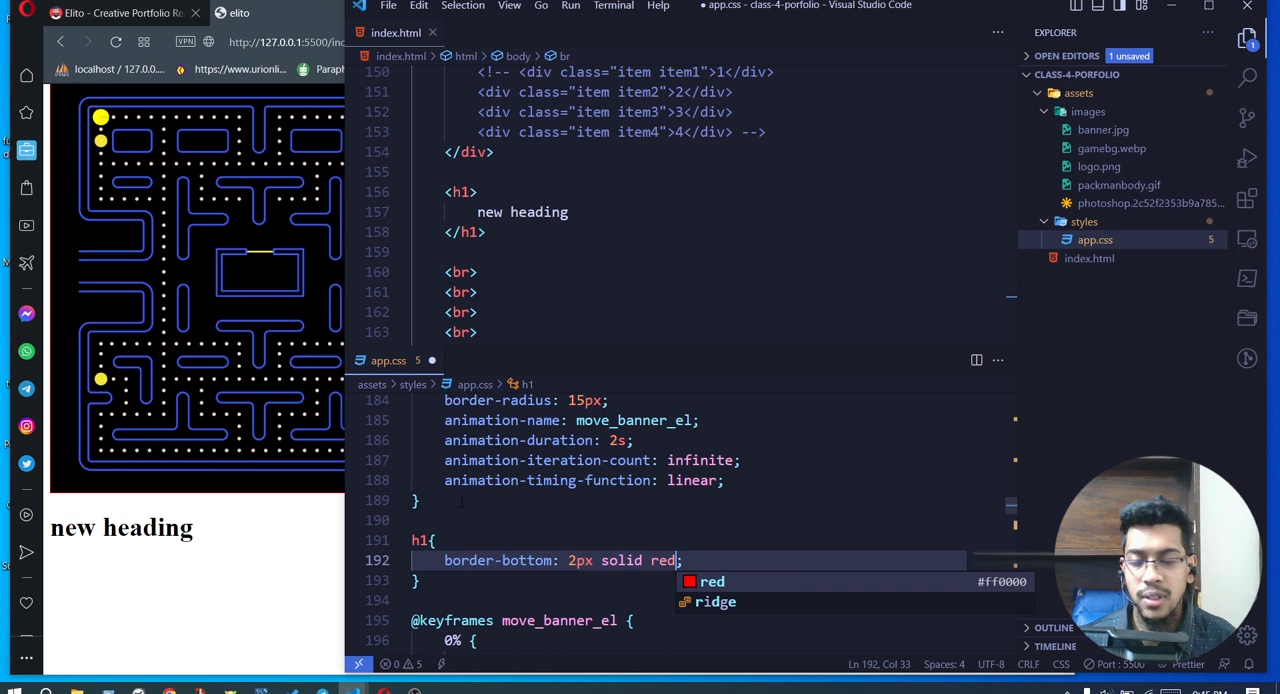 Elito - Creative Portfolio Re
elito
VPN
http://127.0.0.1:5500/inc
localhost / 127.0....
https://www.urionli...
Paraph
new heading
File Edit Selection View Go Run Terminal Help
● app.css - class-4-porfolio - Visual Studio Code
index.html
index.html > html > body > br
150 <!-- <div class="item item1">1</div>
151 <div class="item item2">2</div>
152 <div class="item item3">3</div>
153 <div class="item item4">4</div> -->
154 </div>
155
156 <h1>
157 new heading
158 </h1>
159
160 <br>
161 <br>
162 <br>
163 <br>
app.css 5
assets > styles > app.css > h1
184 border-radius: 15px;
185 animation-name: move_banner_el;
186 animation-duration: 2s;
187 animation-iteration-count: infinite;
188 animation-timing-function: linear;
189 }
190
191 h1{
192 border-bottom: 2px solid red;
red #ff0000
ridge
193 }
194
195 @keyframes move_banner_el {
196 0% {
EXPLORER
OPEN EDITORS 1 unsaved
CLASS-4-PORFOLIO
assets
images
banner.jpg
gamebg.webp
logo.png
packmanbody.gif
photoshop.2c52f2353b9a785...
styles
app.css 5
index.html
OUTLINE
TIMELINE
1
0 5
Ln 192, Col 33 Spaces: 4 UTF-8 CRLF CSS Port : 5500 Prettier